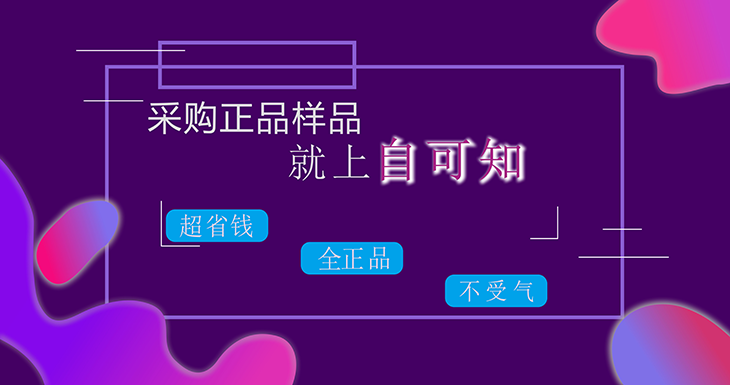 采购正品样品
就上自可知
超省钱
全正品
不受气